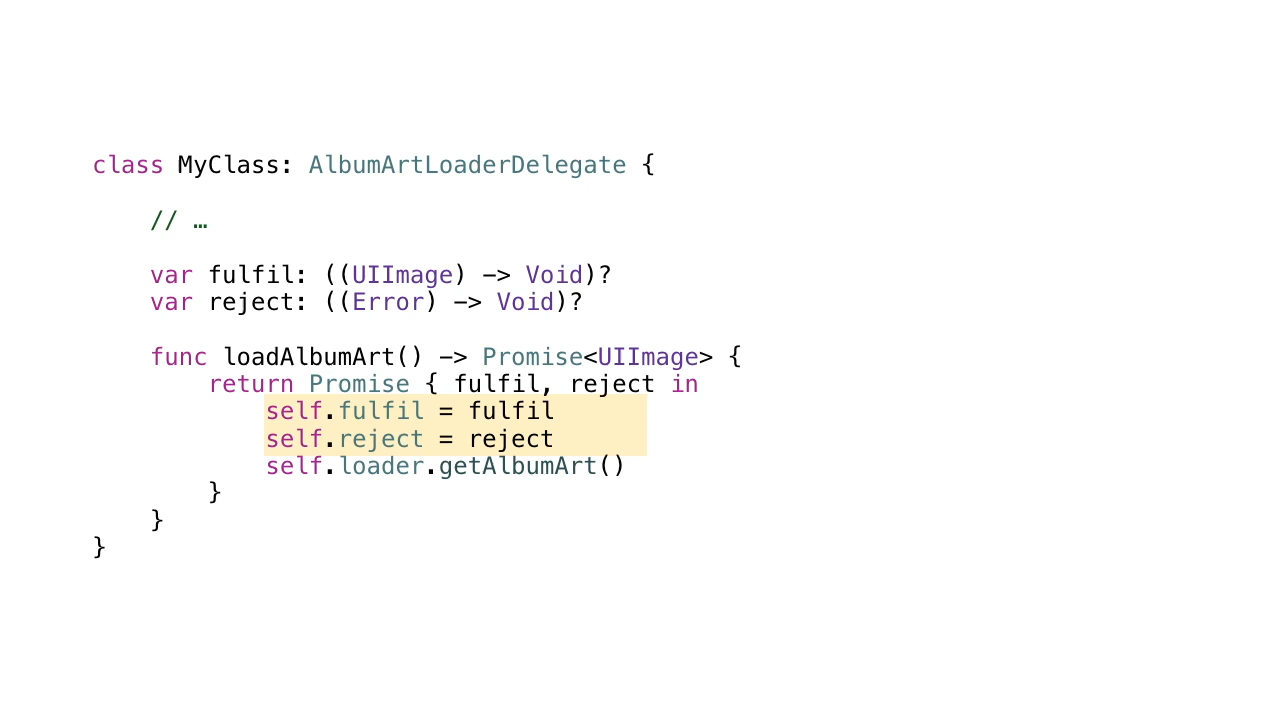 class MyClass: AlbumArtLoaderDelegate {
// …
var fulfil: ((UIImage) -> Void)?
var reject: ((Error) -> Void)?
func loadAlbumArt() -> Promise<UIImage> {
return Promise { fulfil, reject in
self.fulfil = fulfil
self.reject = reject
self.loader.getAlbumArt()
}
}
}